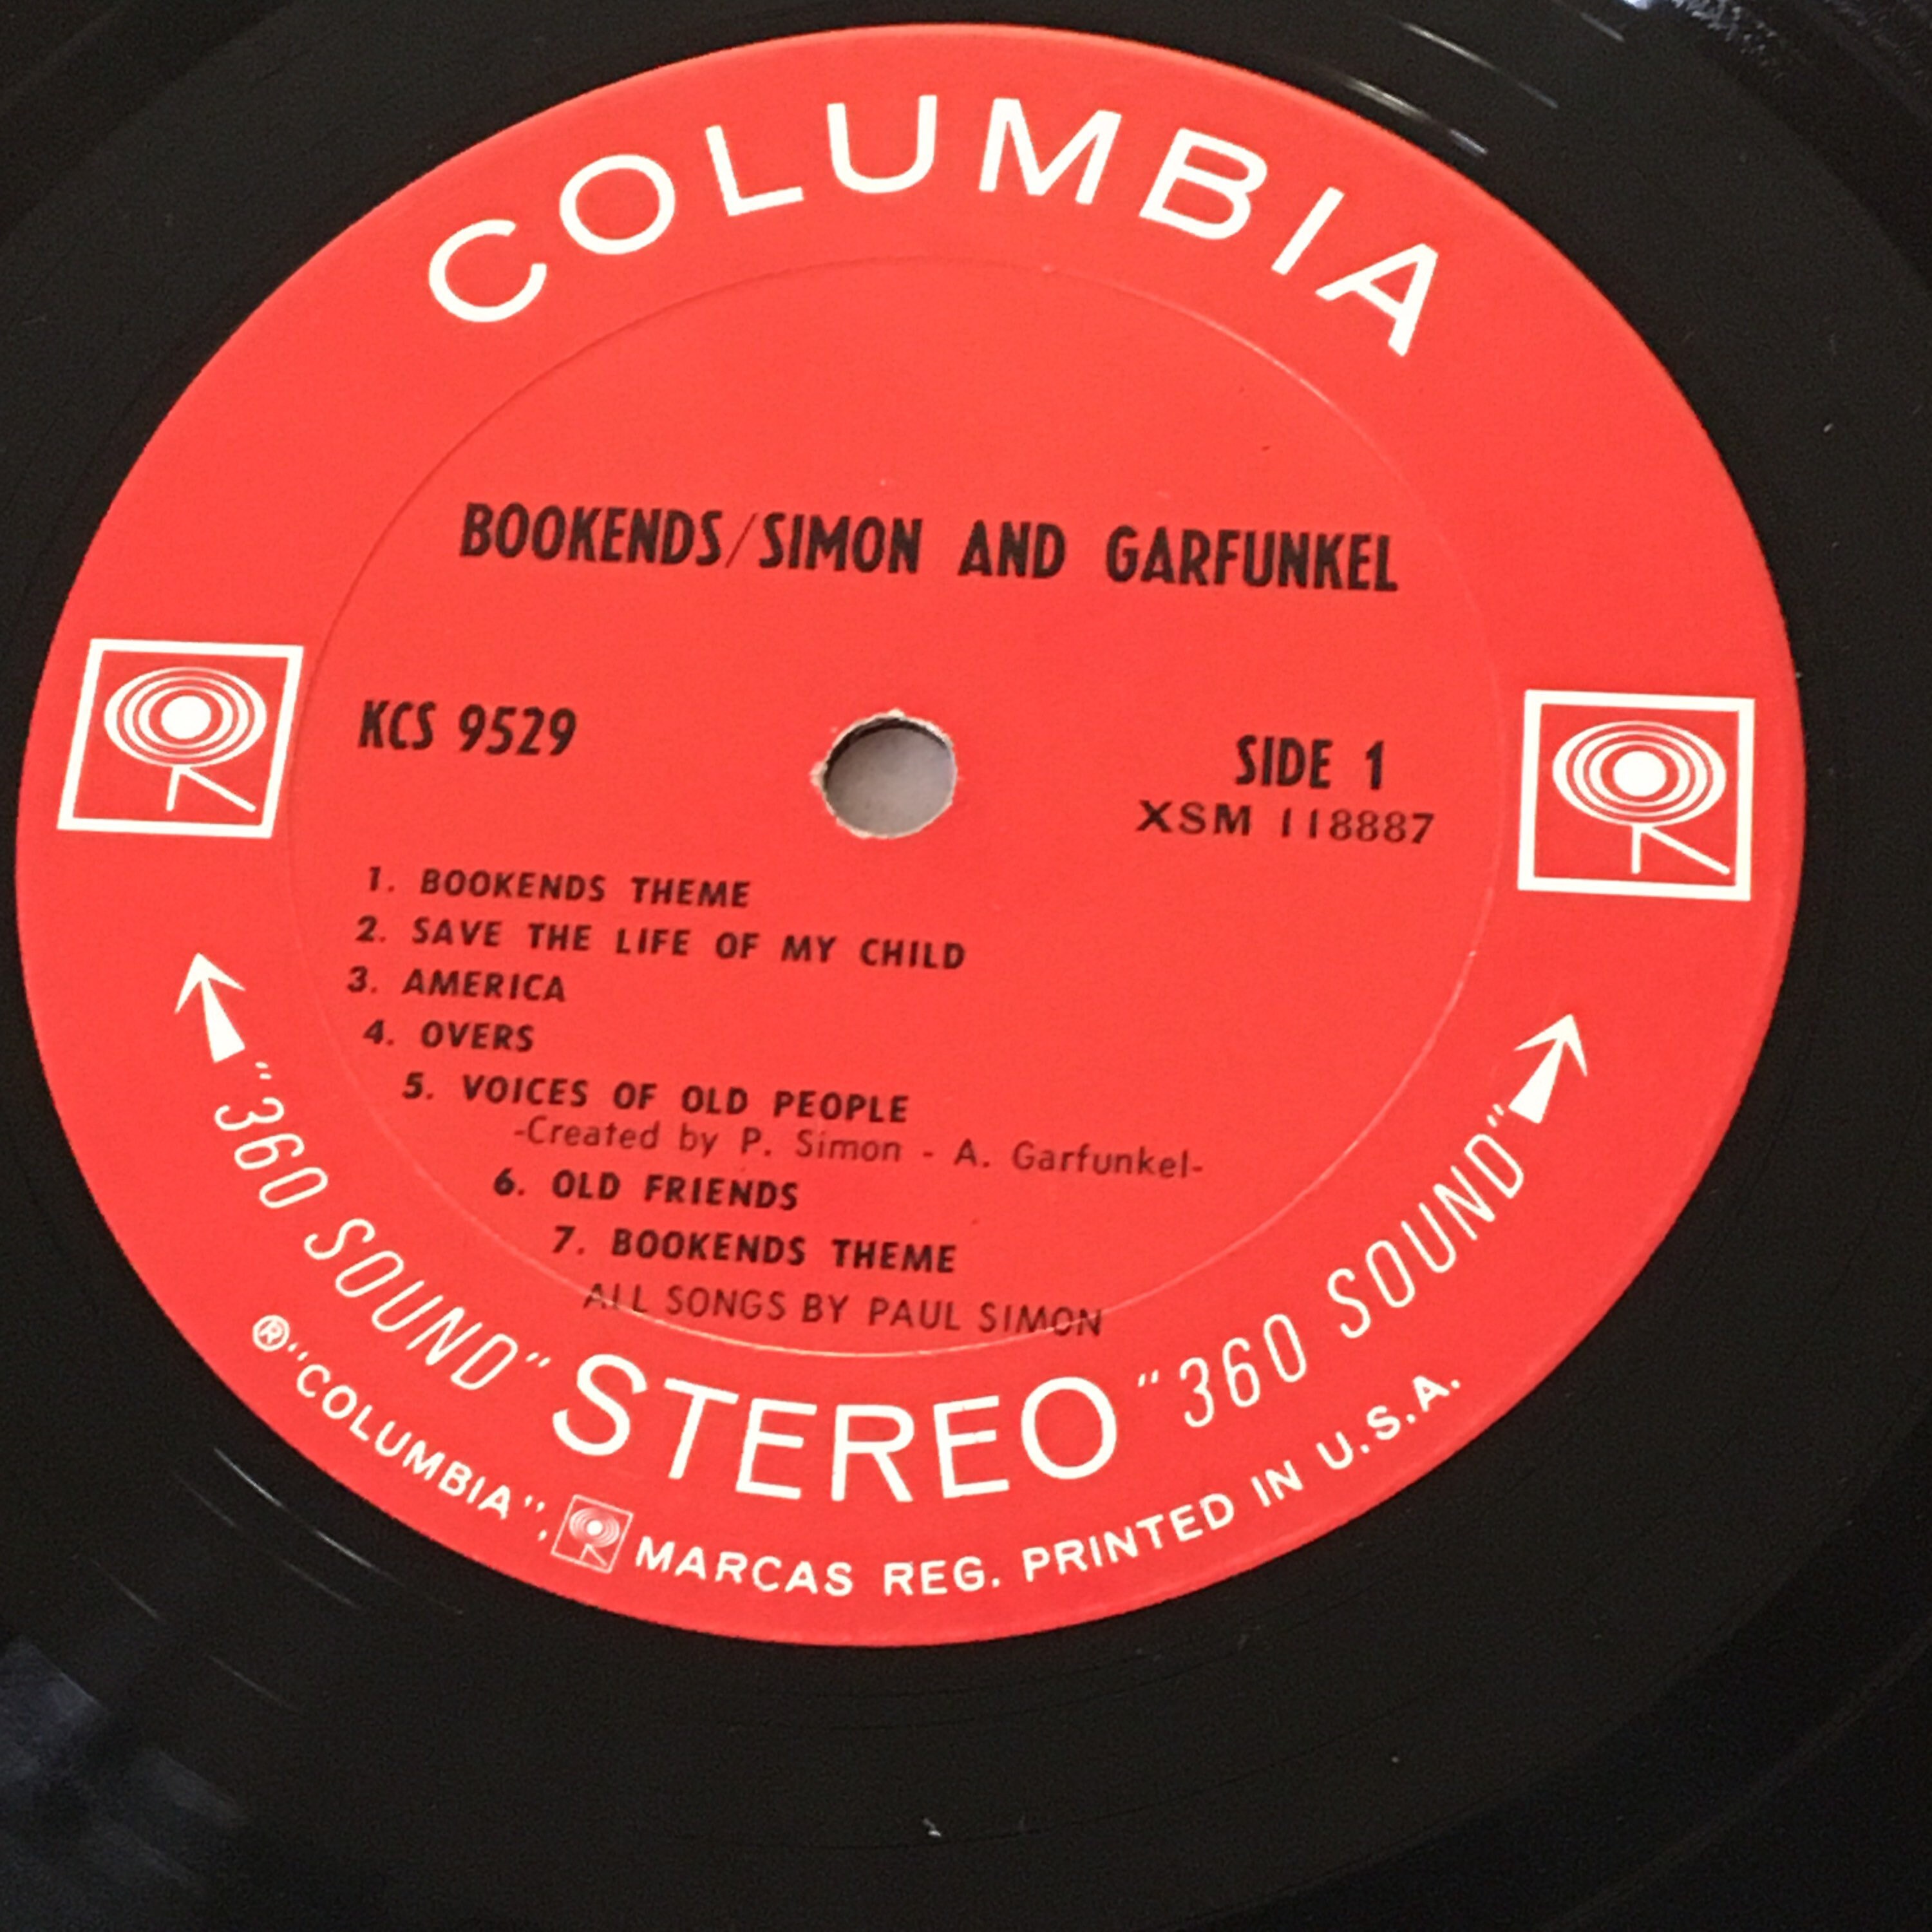 COLUMBIA
BOOKENDS/SIMON AND GARFUNKEL
KCS 9529
SIDE 1
XSM 118887
1. BOOKENDS THEME
2. SAVE THE LIFE OF MY CHILD
3. AMERICA
4. OVERS
5. VOICES OF OLD PEOPLE
-Created by P. Simon - A. Garfunkel-
6. OLD FRIENDS
7. BOOKENDS THEME
ALL SONGS BY PAUL SIMON
"360 SOUND" STEREO "360 SOUND"
®"COLUMBIA", MARCAS REG. PRINTED IN U.S.A.